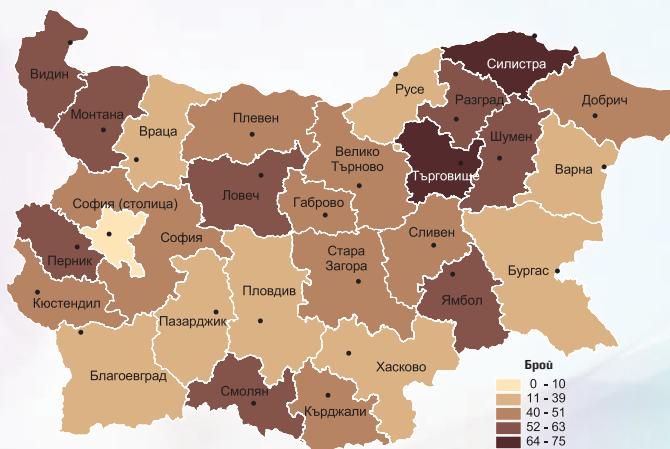 Видин
Монтана
Враца
Плевен
Русе
Силистра
Разград
Добрич
Шумен
Търговище
Варна
Велико
Търново
Ловеч
Габрово
София (столица)
София
Перник
Кюстендил
Сливен
Стара
Загора
Бургас
Ямбол
Пловдив
Пазарджик
Благоевград
Хасково
Смолян
Кърджали
Брой
0 - 10
11 - 39
40 - 51
52 - 63
64 - 75